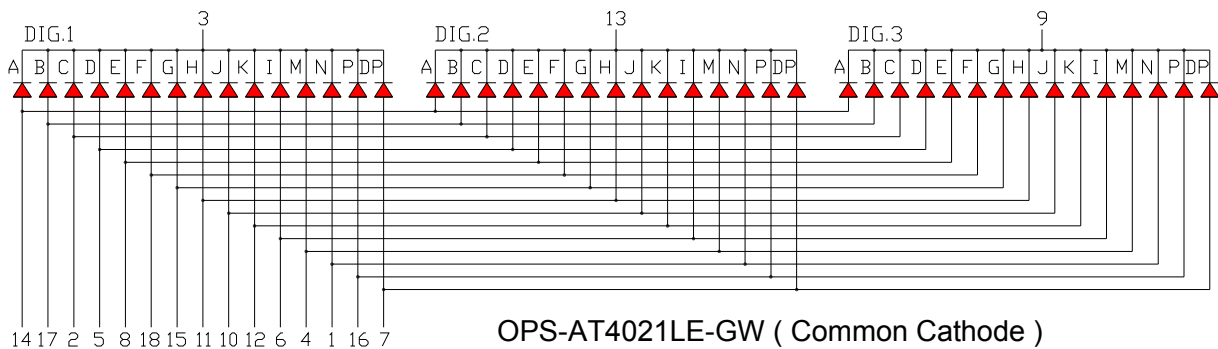 3 13 9
DIG.1 DIG.2 DIG.3
A B C D E F G H J K I M N P DP A B C D E F G H J K I M N P DP A B C D E F G H J K I M N P DP
14 17 2 5 8 18 15 11 10 12 6 4 1 16 7
OPS-AT4021LE-GW ( Common Cathode )